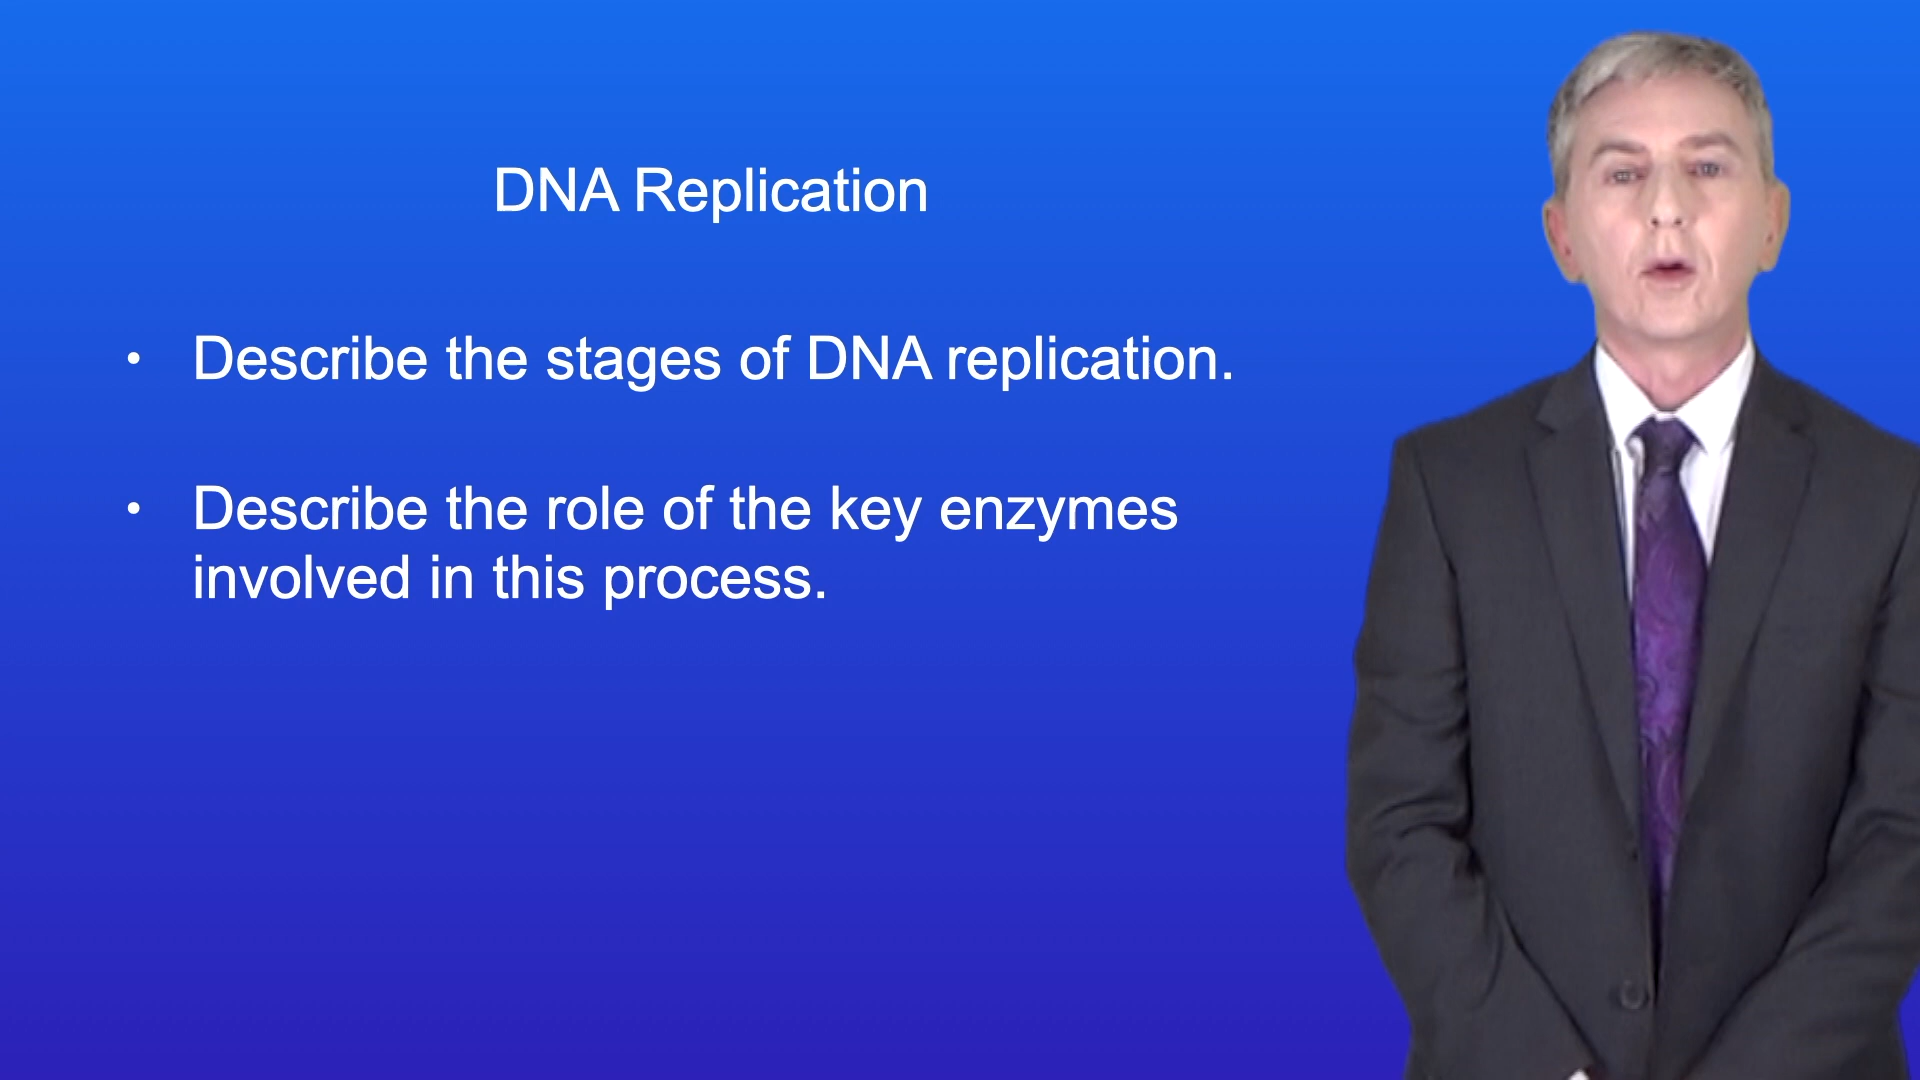 DNA Replication
• Describe the stages of DNA replication.
• Describe the role of the key enzymes
involved in this process.